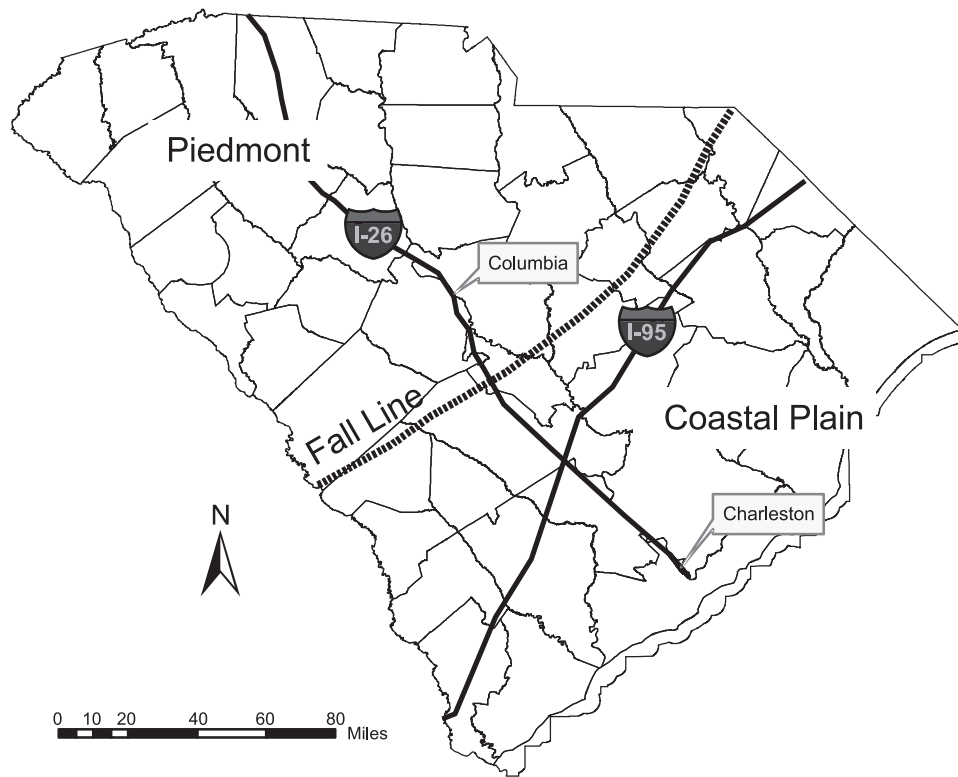 Piedmont
I-26
Columbia
I-95
Fall Line
Coastal Plain
N
Charleston
0 10 20 40 60 80
Miles